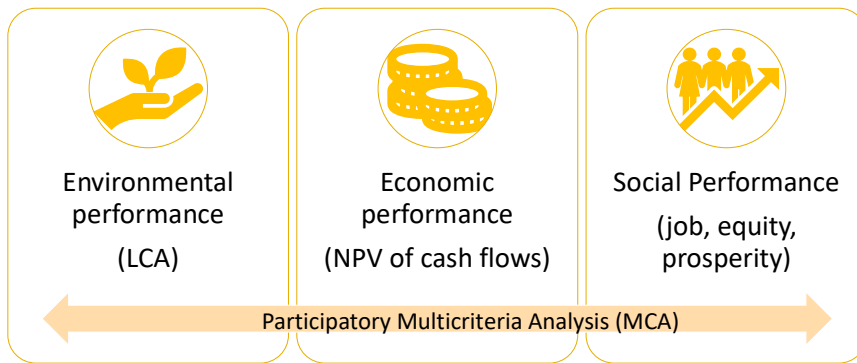 Environmental
performance
(LCA)
Economic
performance
(NPV of cash flows)
Social Performance
(job, equity,
prosperity)
Participatory Multicriteria Analysis (MCA)